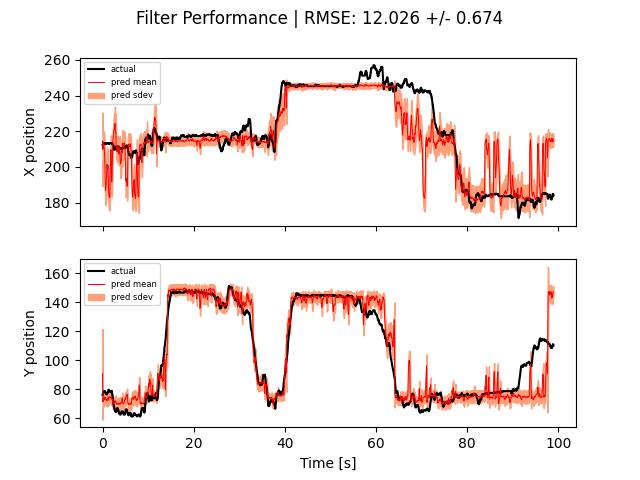 Filter Performance | RMSE: 12.026 +/- 0.674
260
240
220
200
180
X position
actual
pred mean
pred sdev
160
140
120
100
80
60
Y position
actual
pred mean
pred sdev
0 20 40 60 80 100
Time [s]